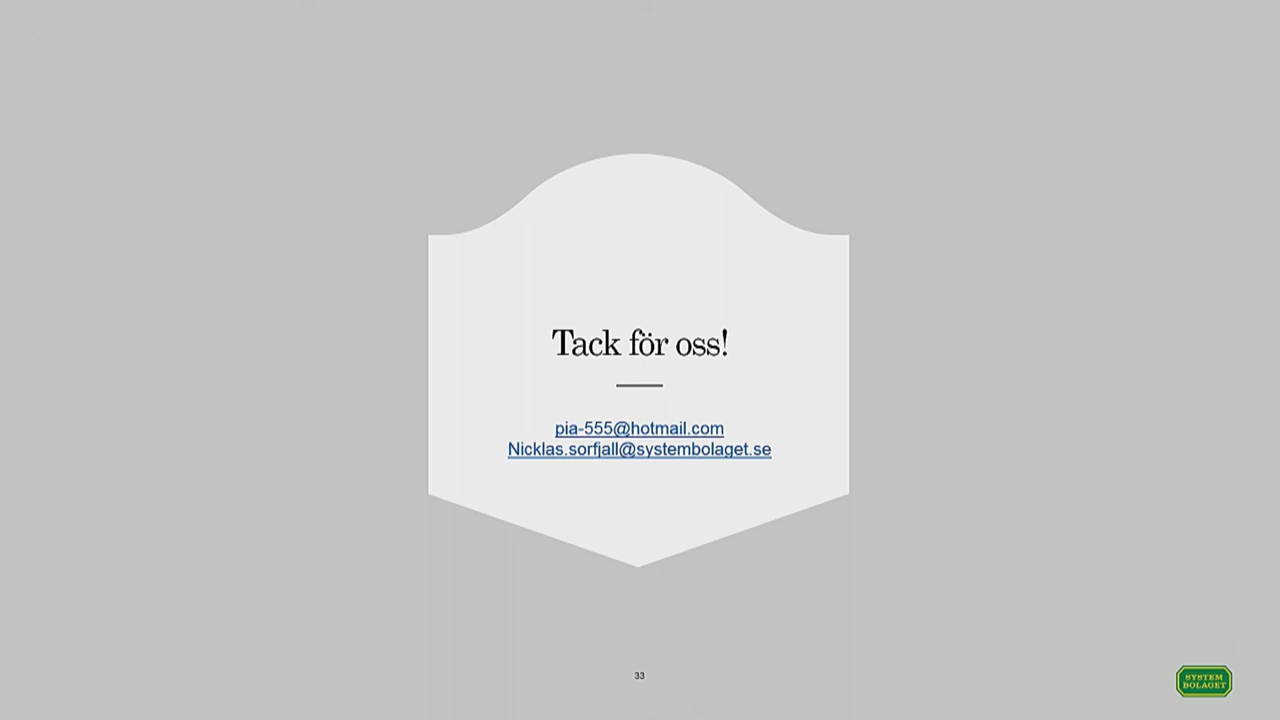 Tack för oss!
pia-555@hotmail.com
Nicklas.sorfjall@systembolaget.se
33
SYSTEM
BOLAGET